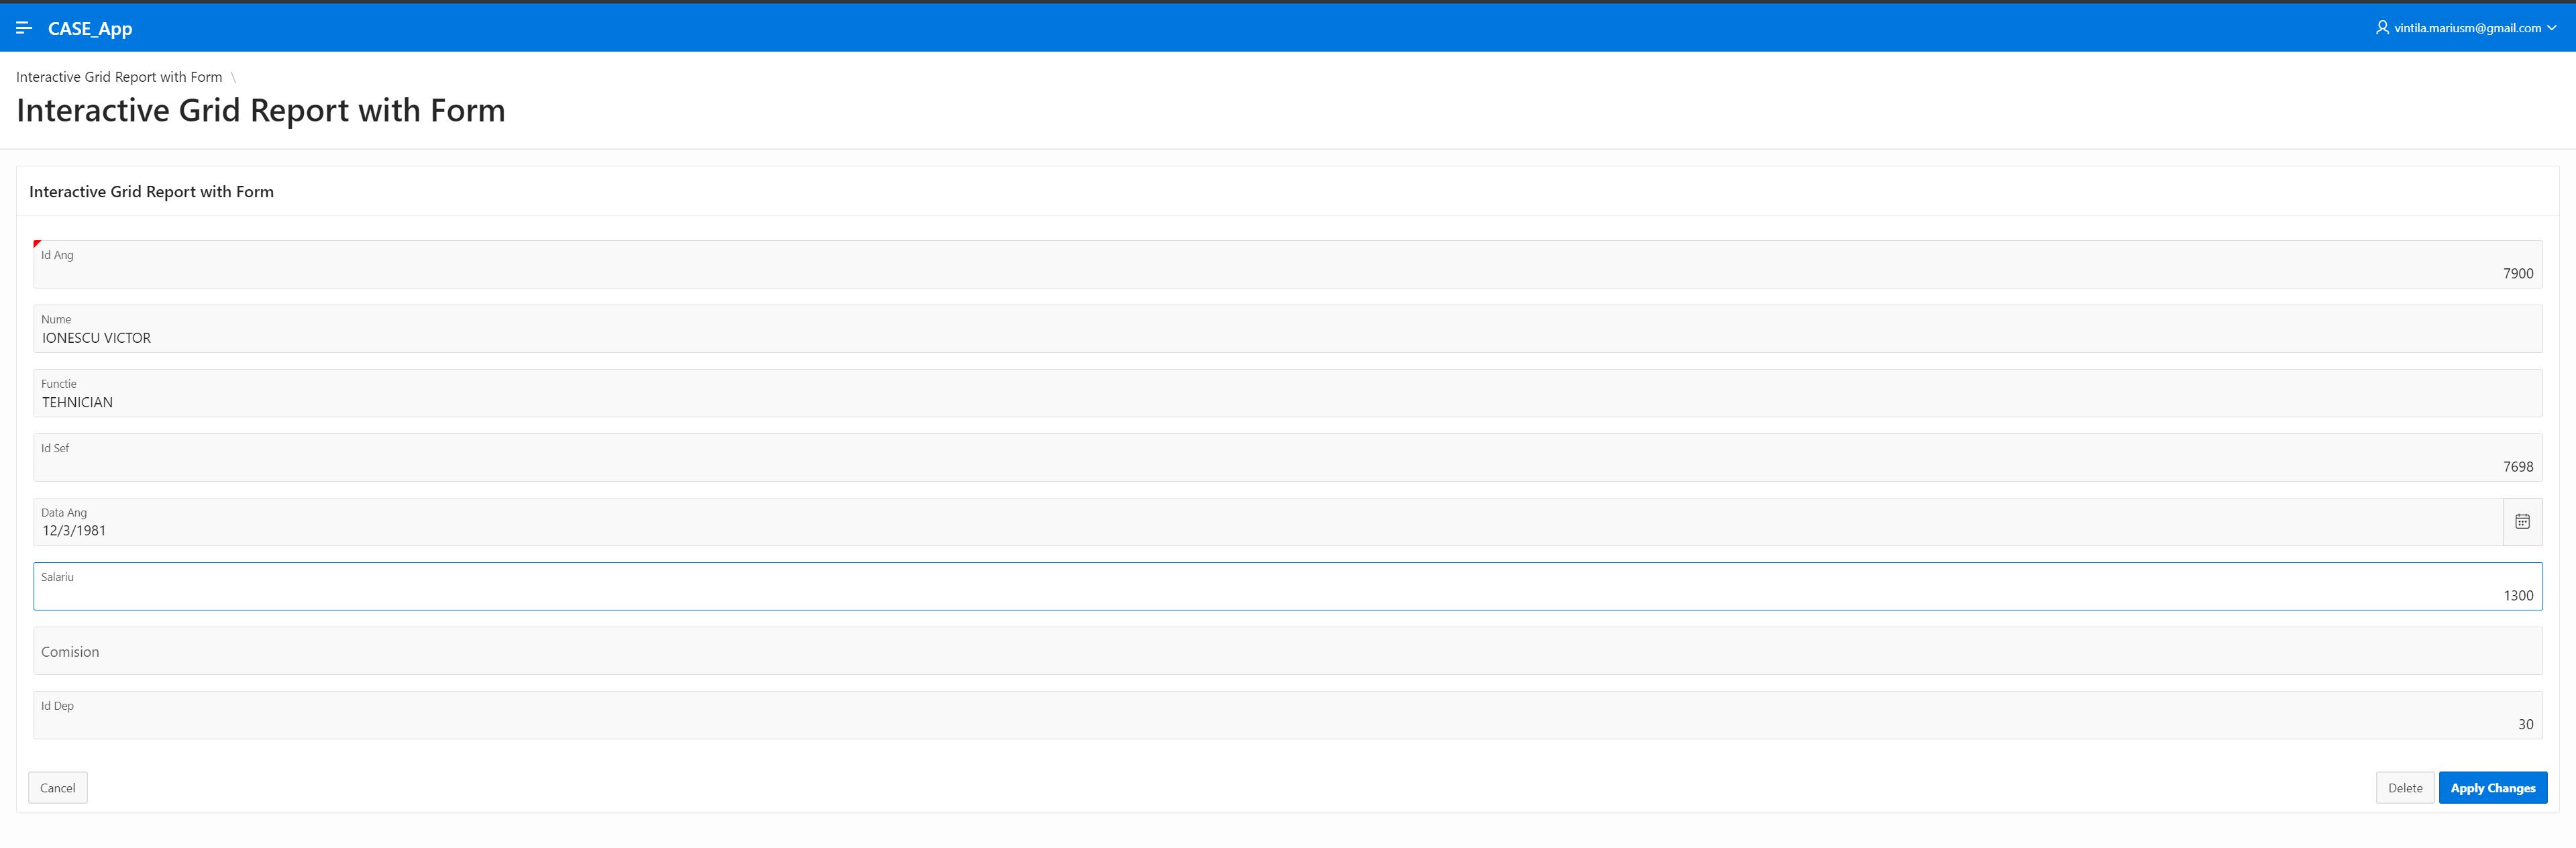 CASE_App
vintila.mariusm@gmail.com
Interactive Grid Report with Form \
Interactive Grid Report with Form
Interactive Grid Report with Form
Id Ang
7900
Nume
IONESCU VICTOR
Functie
TEHNICIAN
Id Sef
7698
Data Ang
12/3/1981
Salariu
1300
Comision
Id Dep
30
Cancel
Delete
Apply Changes